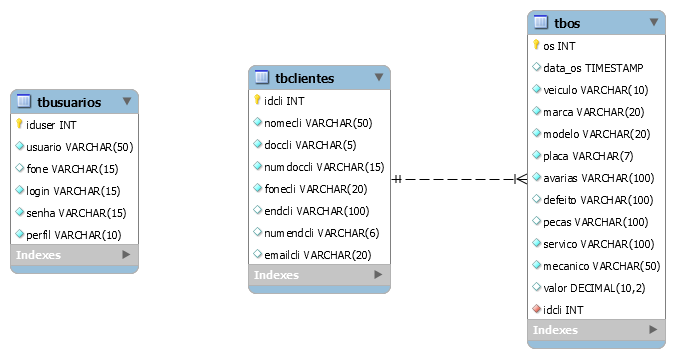 tbusuarios
iduser INT
usuario VARCHAR(50)
fone VARCHAR(15)
login VARCHAR(15)
senha VARCHAR(15)
perfil VARCHAR(10)
Indexes
tbclientes
idcli INT
nomecli VARCHAR(50)
doccli VARCHAR(5)
numdoccli VARCHAR(15)
fonecli VARCHAR(20)
endcli VARCHAR(100)
numendcli VARCHAR(6)
emailcli VARCHAR(20)
Indexes
tbos
os INT
data_os TIMESTAMP
veiculo VARCHAR(10)
marca VARCHAR(20)
modelo VARCHAR(20)
placa VARCHAR(7)
avarias VARCHAR(100)
defeito VARCHAR(100)
pecas VARCHAR(100)
servico VARCHAR(100)
mecanico VARCHAR(50)
valor DECIMAL(10,2)
idcli INT
Indexes